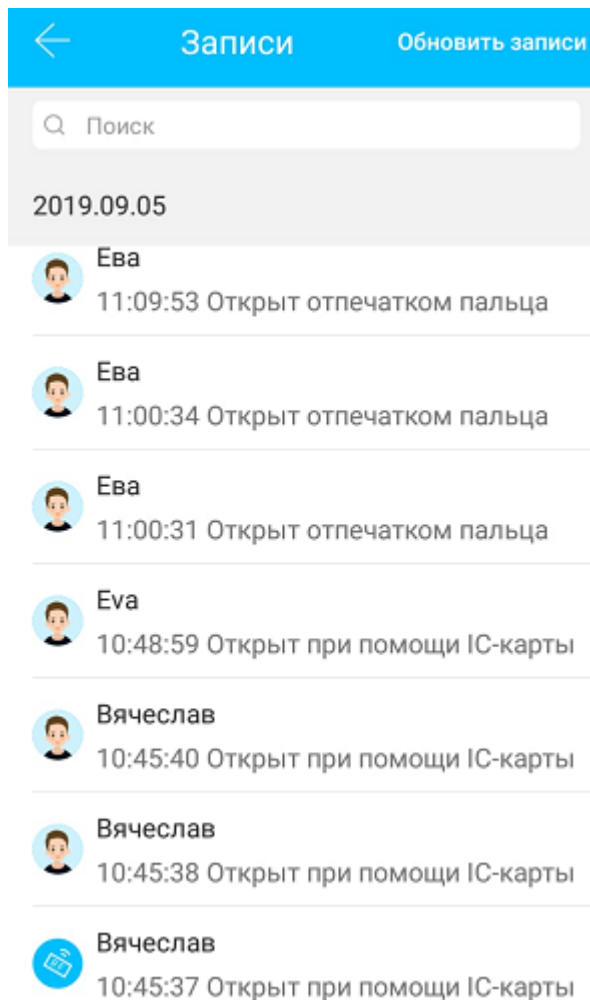 Записи Обновить записи
Поиск
2019.09.05
Ева
11:09:53 Открыт отпечатком пальца
Ева
11:00:34 Открыт отпечатком пальца
Ева
11:00:31 Открыт отпечатком пальца
Eva
10:48:59 Открыт при помощи IC-карты
Вячеслав
10:45:40 Открыт при помощи IC-карты
Вячеслав
10:45:38 Открыт при помощи IC-карты
Вячеслав
10:45:37 Открыт при помощи IC-карты